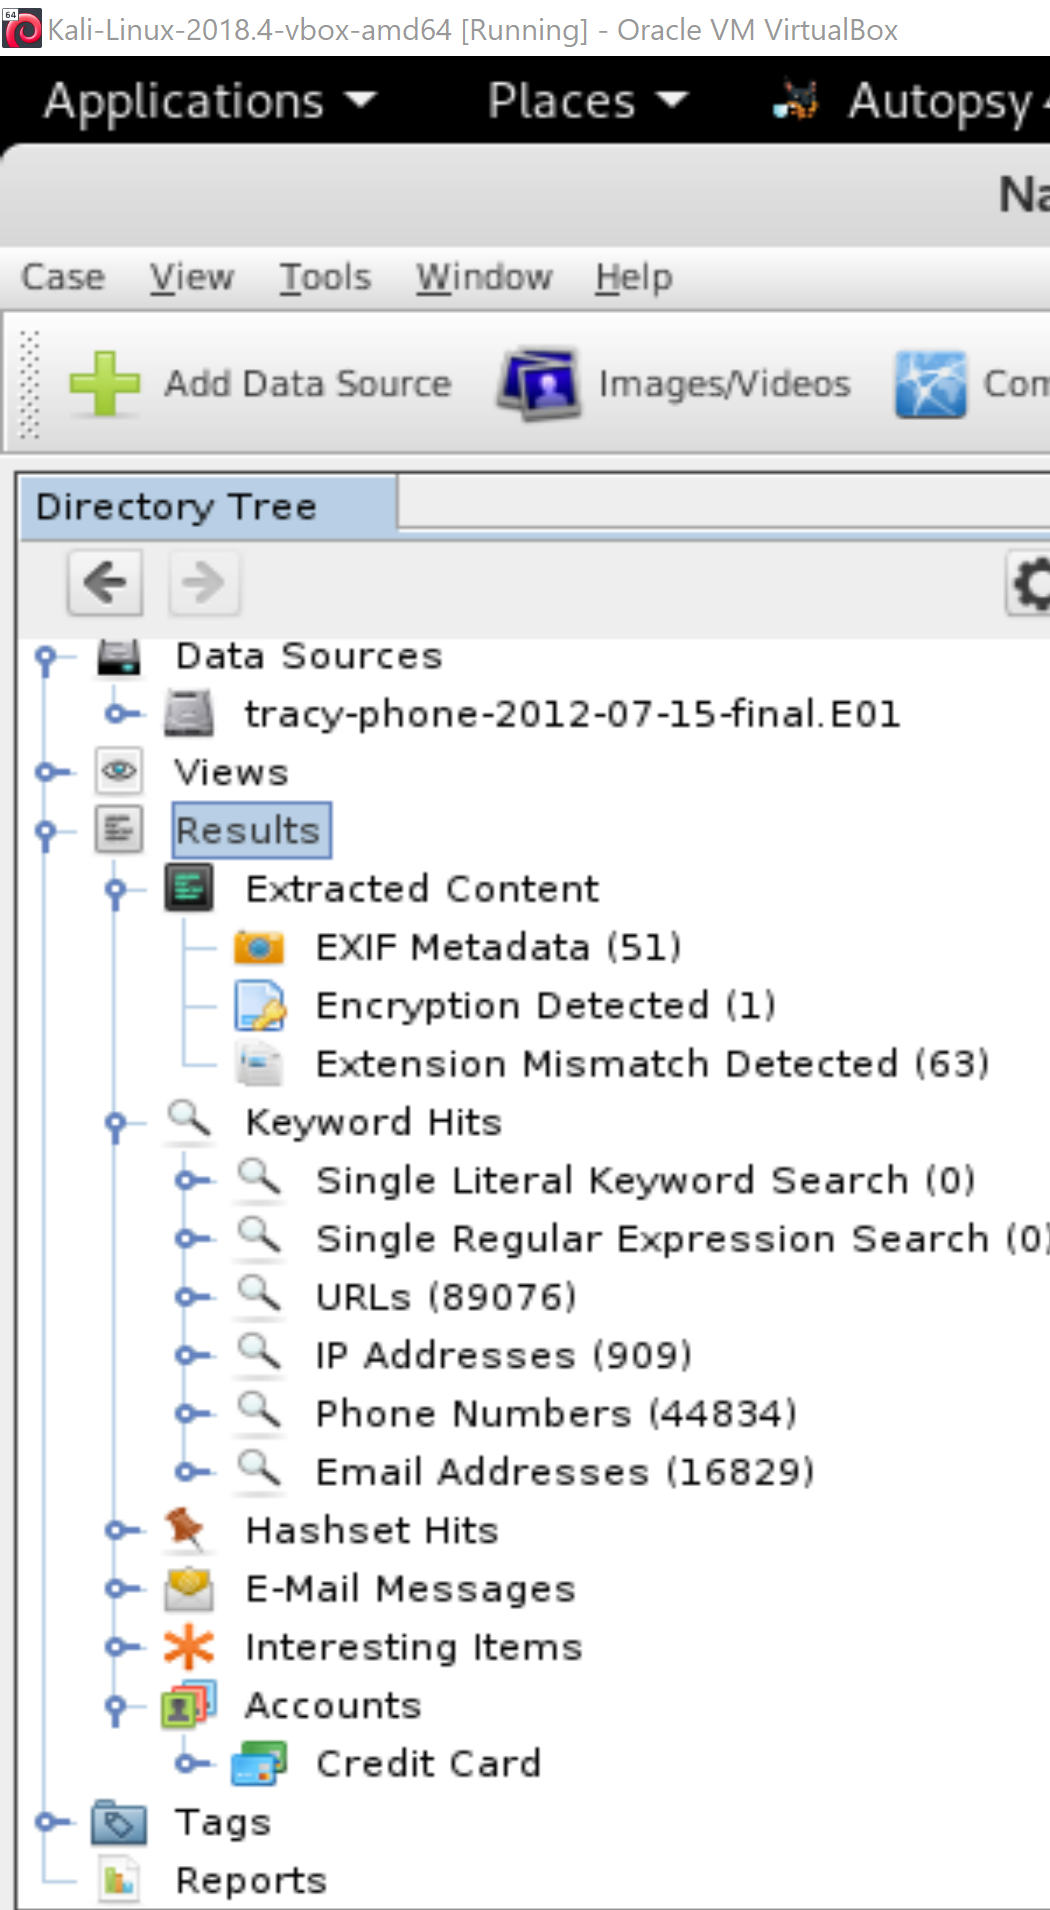 64
Kali-Linux-2018.4-vbox-amd64 [Running] - Oracle VM VirtualBox
Applications Places Autopsy 4
Na
Case View Tools Window Help
Add Data Source Images/Videos Com
Directory Tree
Data Sources
tracy-phone-2012-07-15-final.E01
Views
Results
Extracted Content
EXIF Metadata (51)
Encryption Detected (1)
Extension Mismatch Detected (63)
Keyword Hits
Single Literal Keyword Search (0)
Single Regular Expression Search (0)
URLs (89076)
IP Addresses (909)
Phone Numbers (44834)
Email Addresses (16829)
Hashset Hits
E-Mail Messages
Interesting Items
Accounts
Credit Card
Tags
Reports